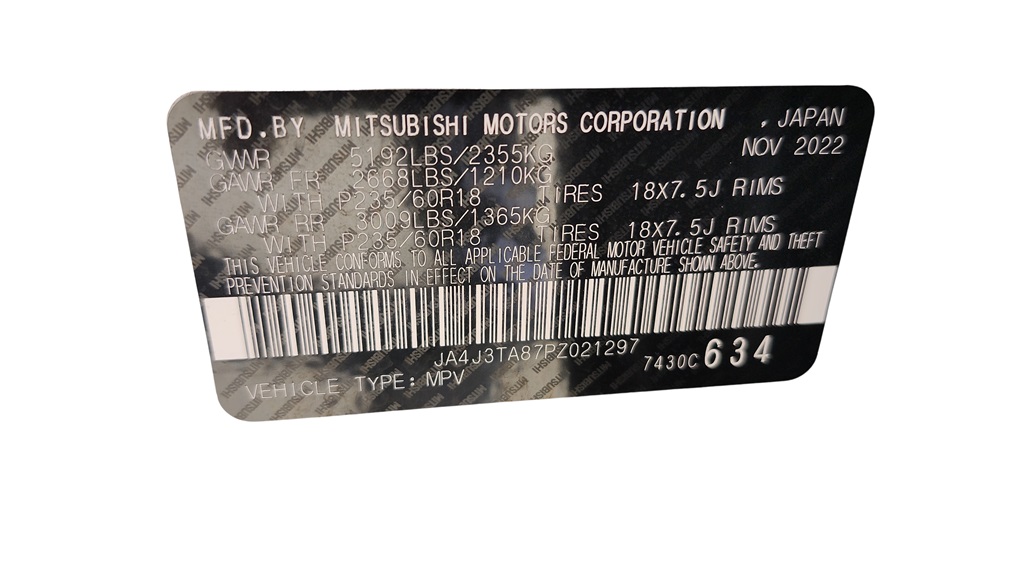 MFD.BY MITSUBISHI MOTORS CORPORATION , JAPAN
NOV 2022
GVWR 5192LBS/2355KG
GAWR FR 2668LBS/1210KG
WITH P235/60R18 TIRES 18X7.5J RIMS
GAWR RR 3009LBS/1365KG
WITH P235/60R18 TIRES 18X7.5J RIMS
THIS VEHICLE CONFORMS TO ALL APPLICABLE FEDERAL MOTOR VEHICLE SAFETY AND THEFT
PREVENTION STANDARDS IN EFFECT ON THE DATE OF MANUFACTURE SHOWN ABOVE.
JA4J3TA87PZ021297
7430C 634
VEHICLE TYPE: MPV